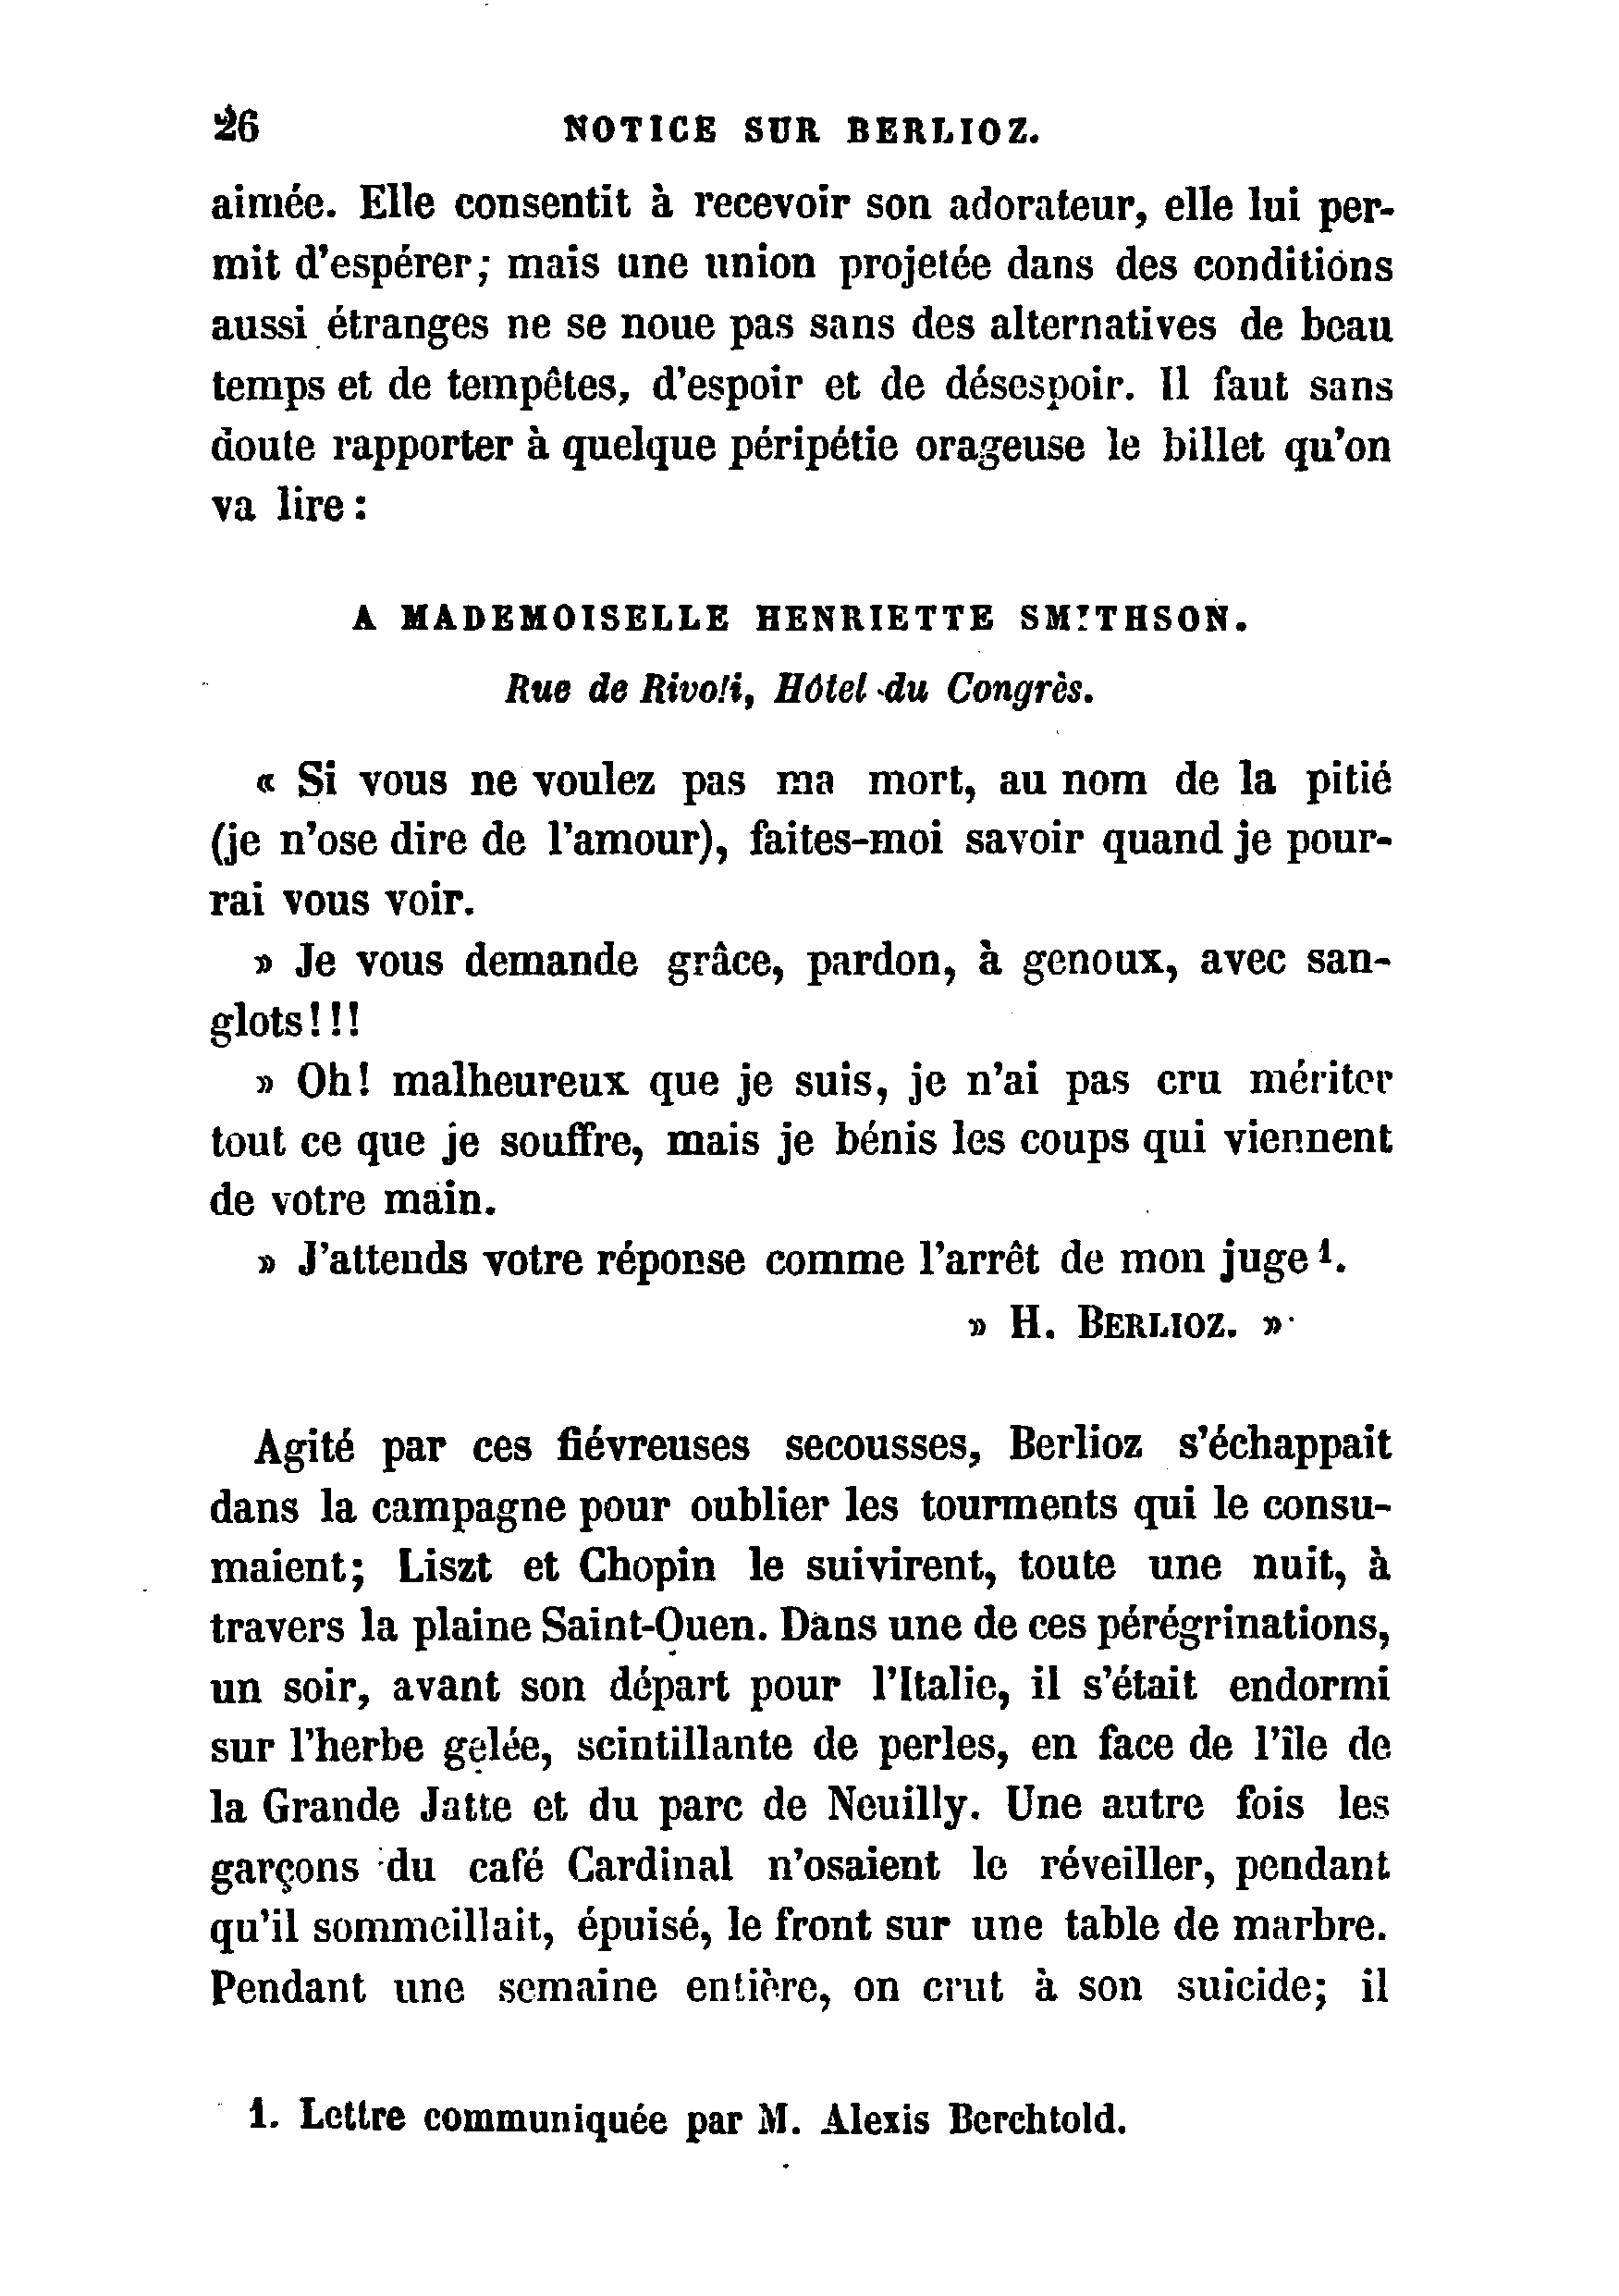 26 NOTICE SUR BERLIOZ.
aimée. Elle consentit à recevoir son adorateur, elle lui per-
mit d'espérer; mais une union projetée dans des conditions
aussi étranges ne se noue pas sans des alternatives de beau
temps et de tempêtes, d'espoir et de désespoir. Il faut sans
doute rapporter à quelque péripétie orageuse le billet qu'on
va lire :
A MADEMOISELLE HENRIETTE SMITHSON.
Rue de Rivoli, Hôtel du Congrès.
« Si vous ne voulez pas ma mort, au nom de la pitié
(je n'ose dire de l'amour), faites-moi savoir quand je pour-
rai vous voir.
» Je vous demande grâce, pardon, à genoux, avec san-
glots!!!
» Oh! malheureux que je suis, je n'ai pas cru mériter
tout ce que je souffre, mais je bénis les coups qui viennent
de votre main.
» J'attends votre réponse comme l'arrêt de mon juge 1.
» H. BERLIOZ. »
Agité par ces fiévreuses secousses, Berlioz s'échappait
dans la campagne pour oublier les tourments qui le consu-
maient; Liszt et Chopin le suivirent, toute une nuit, à
travers la plaine Saint-Ouen. Dans une de ces pérégrinations,
un soir, avant son départ pour l'Italie, il s'était endormi
sur l'herbe gelée, scintillante de perles, en face de l'île de
la Grande Jatte et du parc de Neuilly. Une autre fois les
garçons du café Cardinal n'osaient le réveiller, pendant
qu'il sommeillait, épuisé, le front sur une table de marbre.
Pendant une semaine entière, on crut à son suicide; il
1. Lettre communiquée par M. Alexis Berchtold.